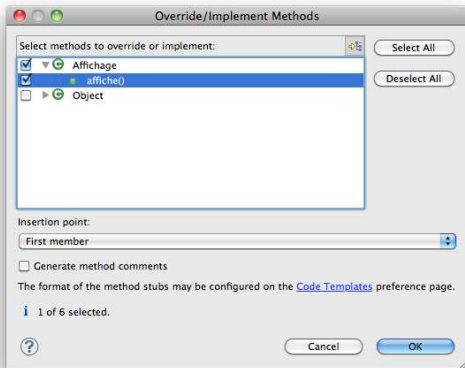 Override/Implement Methods
Select methods to override or implement:
Select All
Affichage
affiche()
Deselect All
Object
Insertion point:
First member
Generate method comments
The format of the method stubs may be configured on the Code Templates preference page.
i 1 of 6 selected.
?
Cancel
OK